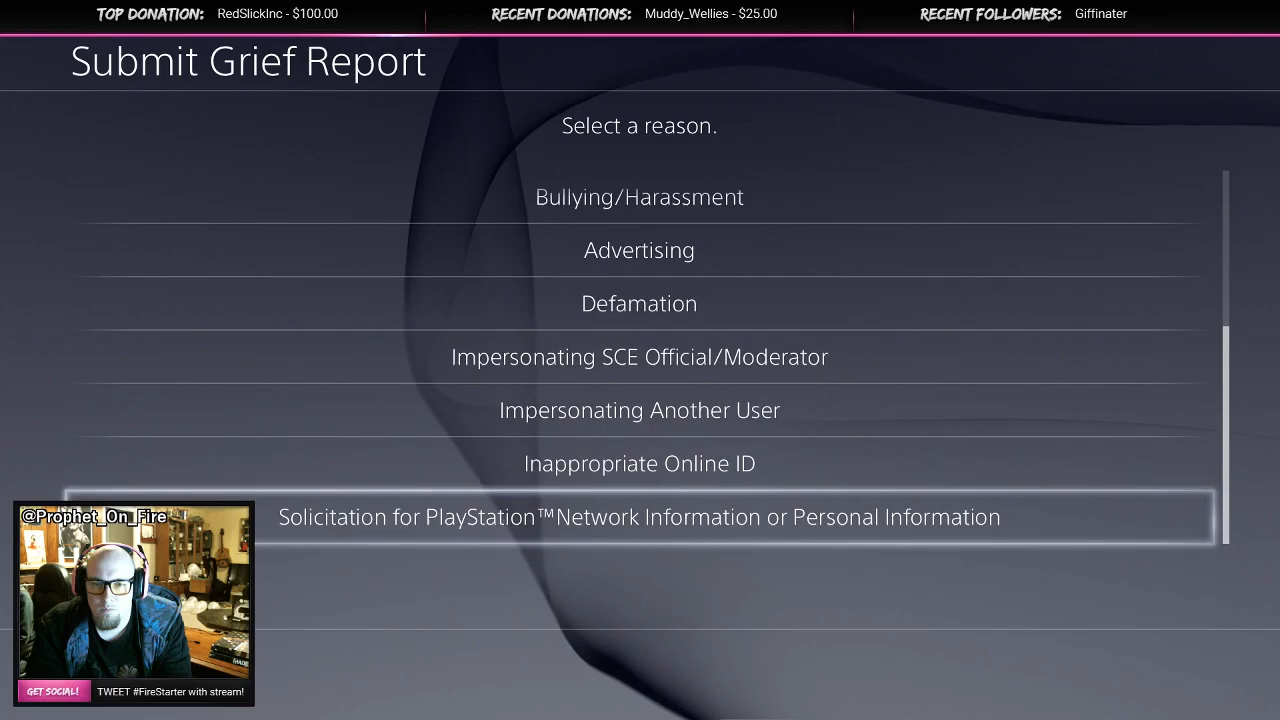 TOP DONATION: RedSlickInc - $100.00 RECENT DONATIONS: Muddy_Wellies - $25.00 RECENT FOLLOWERS: Giffinater
Submit Grief Report
Select a reason.
Bullying/Harassment
Advertising
Defamation
Impersonating SCE Official/Moderator
Impersonating Another User
Inappropriate Online ID
Solicitation for PlayStation™Network Information or Personal Information
@Prophet_On_Fire
GET SOCIAL! TWEET #FireStarter with stream!